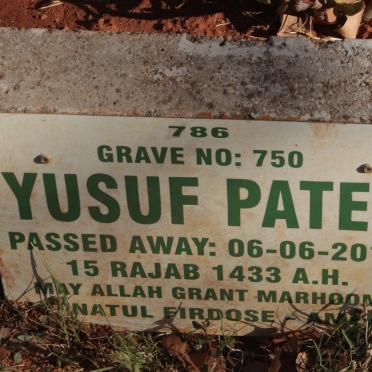 786
GRAVE NO: 750
YUSUF PATE
PASSED AWAY: 06-06-20
15 RAJAB 1433 A.H.
MAY ALLAH GRANT MARHOOM
NATUL FIRDOSE - AM